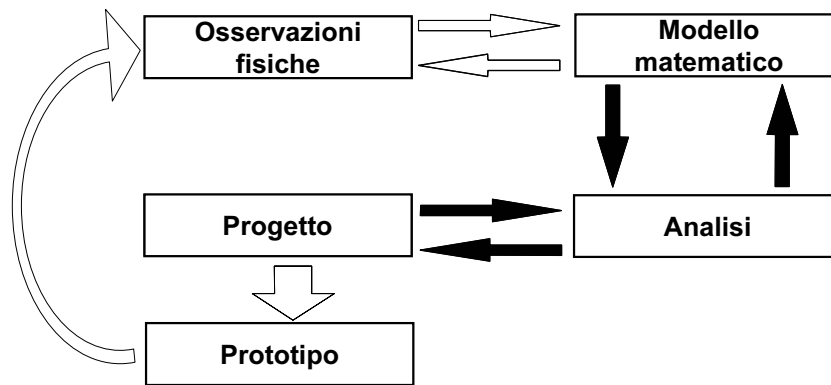 Osservazioni
fisiche
Modello
matematico
Progetto
Analisi
Prototipo